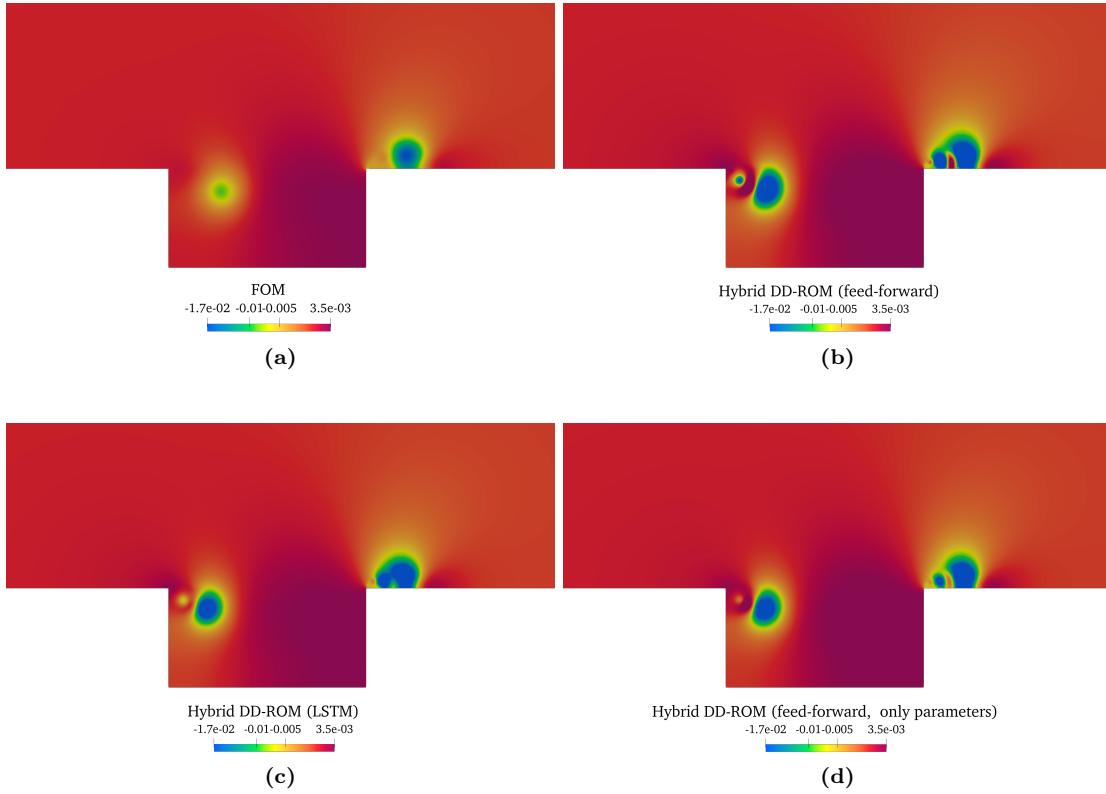 FOM
-1.7e-02 -0.01-0.005 3.5e-03
(a)
Hybrid DD-ROM (feed-forward)
-1.7e-02 -0.01-0.005 3.5e-03
(b)
Hybrid DD-ROM (LSTM)
-1.7e-02 -0.01-0.005 3.5e-03
(c)
Hybrid DD-ROM (feed-forward, only parameters)
-1.7e-02 -0.01-0.005 3.5e-03
(d)